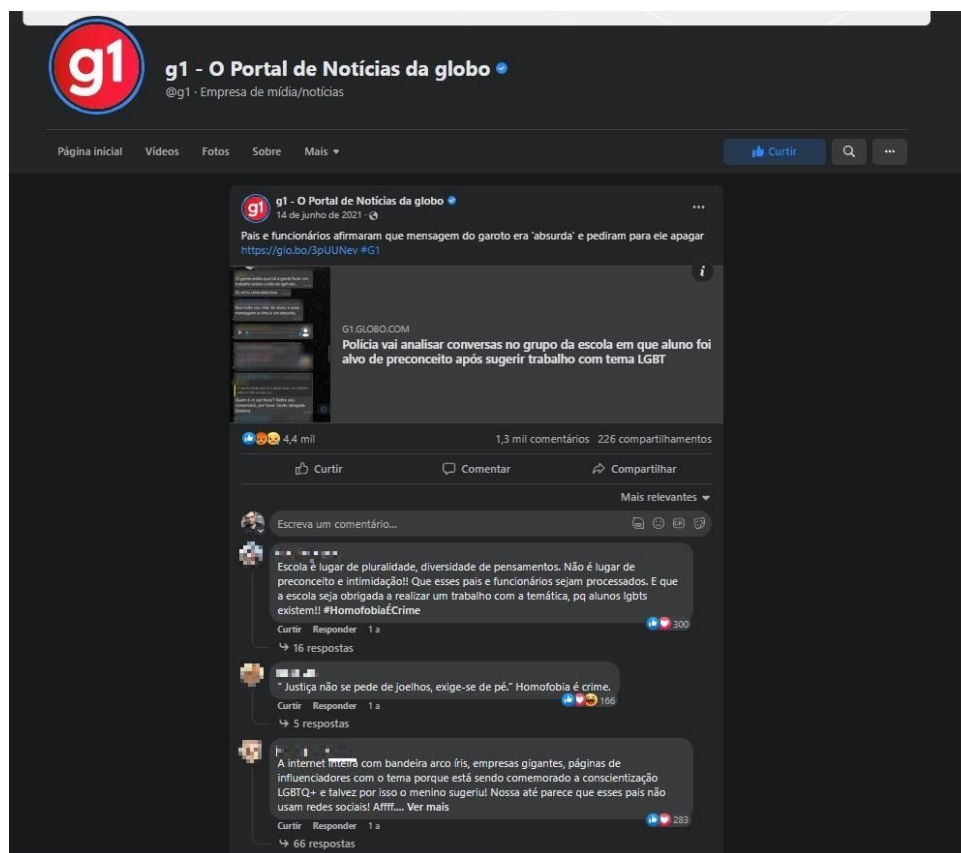 g1
g1 - O Portal de Notícias da globo
@g1 · Empresa de mídia/notícias
Página inicial Vídeos Fotos Sobre Mais
Curtir
g1
g1 - O Portal de Notícias da globo
14 de junho de 2021 ·
Pais e funcionários afirmaram que mensagem do garoto era 'absurda' e pediram para ele apagar
https://glo.bo/3pUUNev #G1
G1.GLOBO.COM
Polícia vai analisar conversas no grupo da escola em que aluno foi
alvo de preconceito após sugerir trabalho com tema LGBT
4,4 mil 1,3 mil comentários 226 compartilhamentos
Curtir Comentar Compartilhar
Mais relevantes
Escreva um comentário...
Escola é lugar de pluralidade, diversidade de pensamentos. Não é lugar de
preconceito e intimidação!! Que esses pais e funcionários sejam processados. E que
a escola seja obrigada a realizar um trabalho com a temática, pq alunos lgbts
existem!! #HomofobiaÉCrime
300
Curtir Responder 1 a
16 respostas
" Justiça não se pede de joelhos, exige-se de pé." Homofobia é crime.
166
Curtir Responder 1 a
5 respostas
A internet inteira com bandeira arco íris, empresas gigantes, páginas de
influenciadores com o tema porque está sendo comemorado a conscientização
LGBTQ+ e talvez por isso o menino sugeriu! Nossa até parece que esses pais não
usam redes sociais! Affff.... Ver mais
283
Curtir Responder 1 a
66 respostas